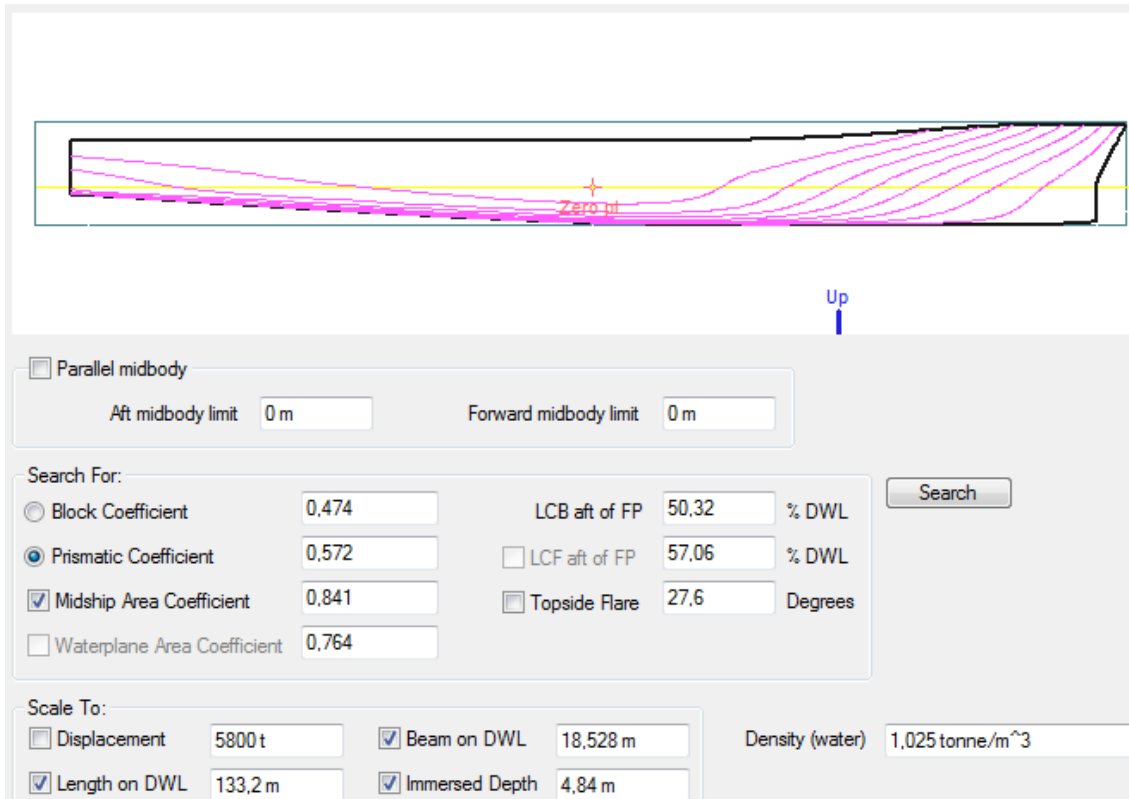 Zero pt
Up
Parallel midbody
Aft midbody limit 0 m Forward midbody limit 0 m
Search For:
Block Coefficient 0,474 LCB aft of FP 50,32 % DWL Search
Prismatic Coefficient 0,572 LCF aft of FP 57,06 % DWL
Midship Area Coefficient 0,841 Topside Flare 27,6 Degrees
Waterplane Area Coefficient 0,764
Scale To:
Displacement 5800 t Beam on DWL 18,528 m Density (water) 1,025 tonne/m^3
Length on DWL 133,2 m Immersed Depth 4,84 m